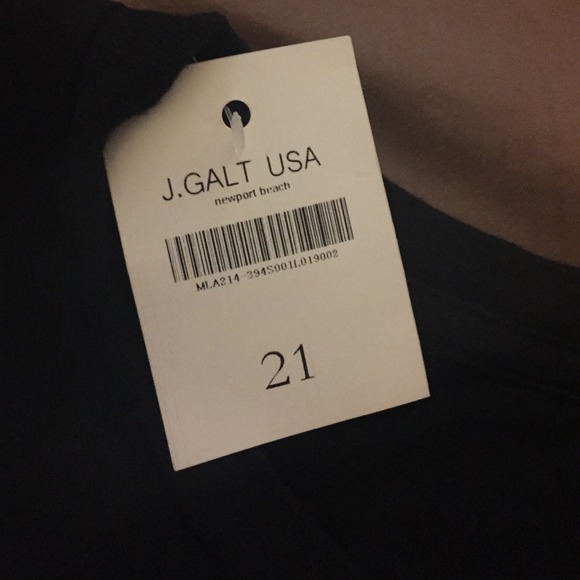 J.GALT USA
newport beach
MLA214-394S001L019002
21